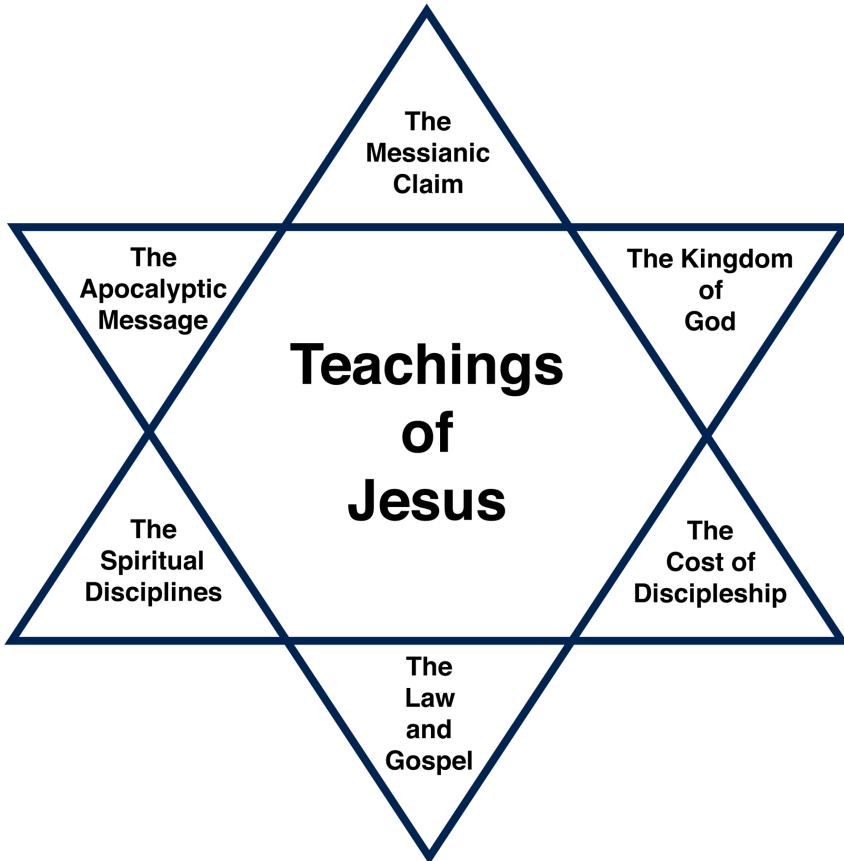 The
Messianic
Claim
The
Apocalyptic
Message
The Kingdom
of
God
Teachings
of
Jesus
The
Spiritual
Disciplines
The
Cost of
Discipleship
The
Law
and
Gospel